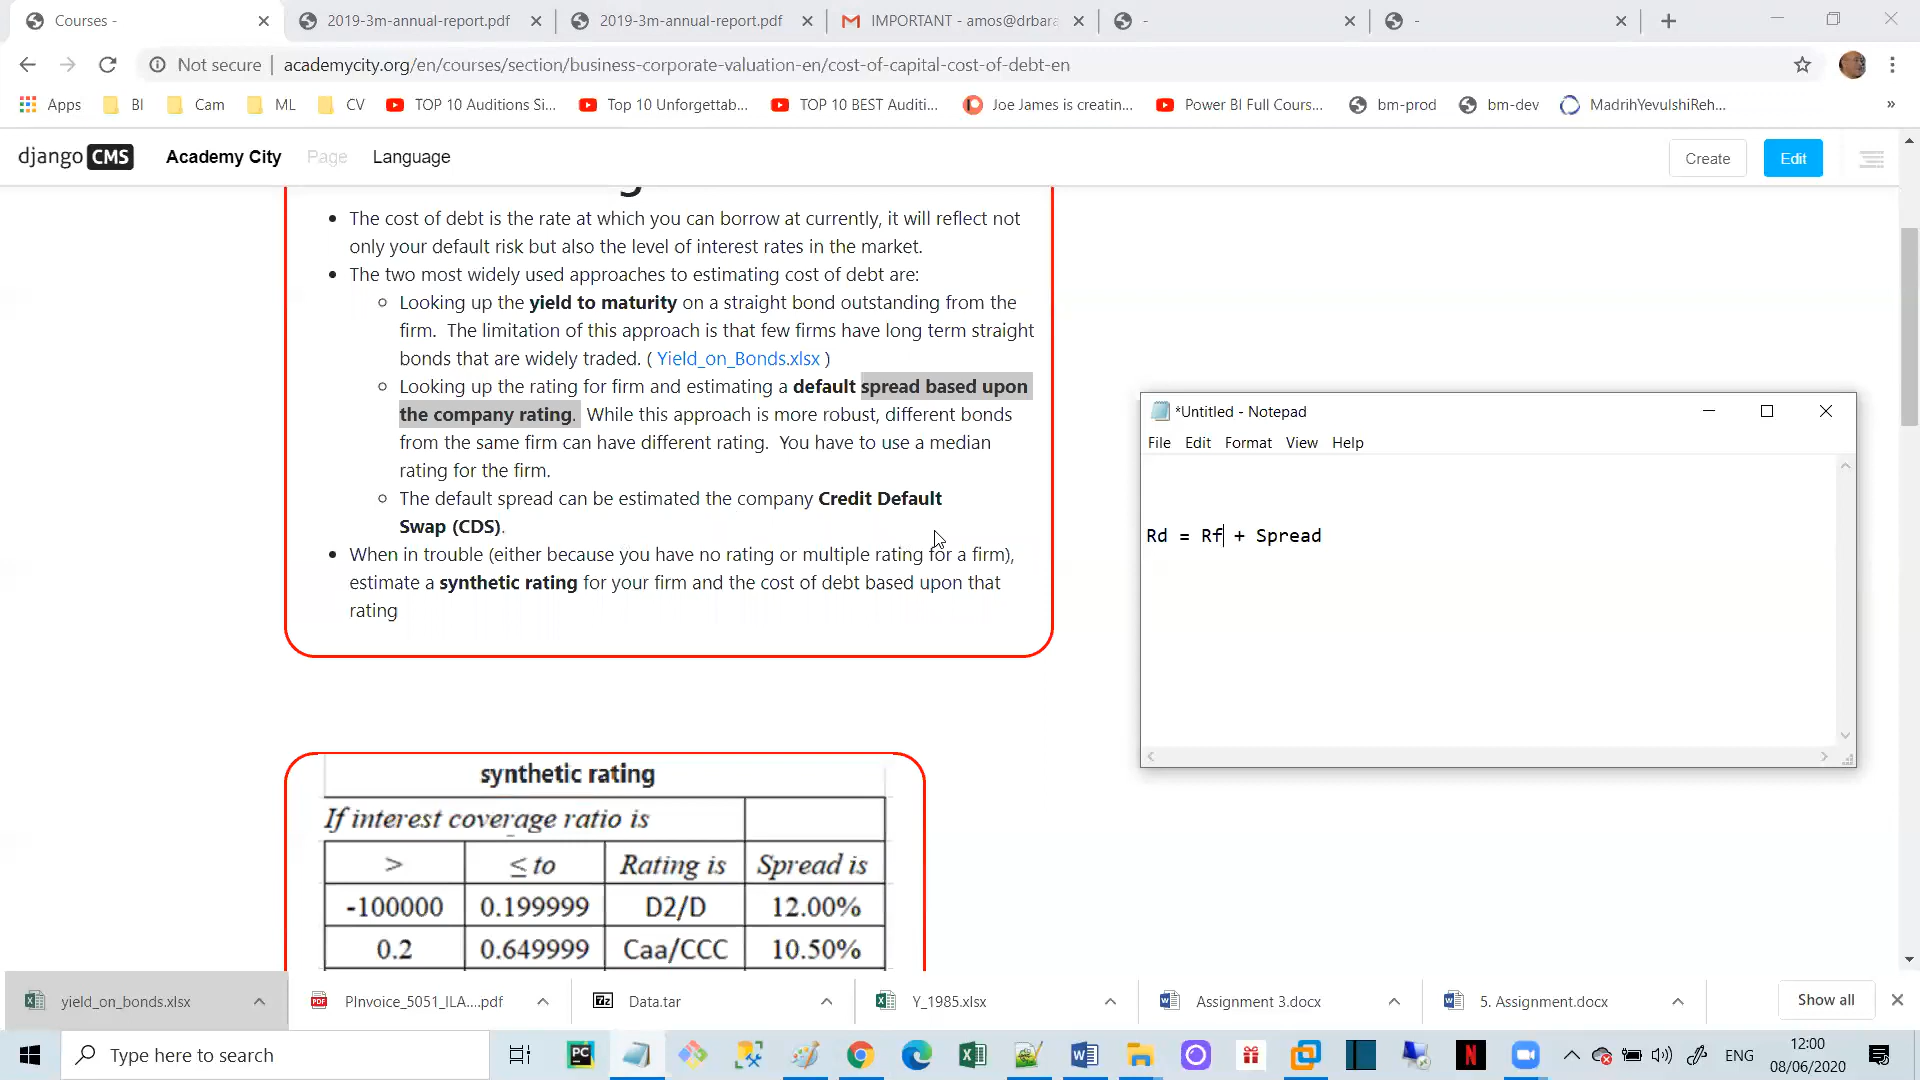 Courses -
2019-3m-annual-report.pdf
2019-3m-annual-report.pdf
IMPORTANT - amos@drbara
-
-
Not secure
academycity.org/en/courses/section/business-corporate-valuation-en/cost-of-capital-cost-of-debt-en
Apps
BI
Cam
ML
CV
TOP 10 Auditions Si...
Top 10 Unforgettab...
TOP 10 BEST Auditi...
Joe James is creatin...
Power BI Full Cours...
bm-prod
bm-dev
MadrihYevulshiReh...
»
django CMS
Academy City
Page
Language
Create
Edit
The cost of debt is the rate at which you can borrow at currently, it will reflect not
only your default risk but also the level of interest rates in the market.
The two most widely used approaches to estimating cost of debt are:
Looking up the yield to maturity on a straight bond outstanding from the
firm. The limitation of this approach is that few firms have long term straight
bonds that are widely traded. ( Yield_on_Bonds.xlsx )
Looking up the rating for firm and estimating a default spread based upon
the company rating. While this approach is more robust, different bonds
from the same firm can have different rating. You have to use a median
rating for the firm.
The default spread can be estimated the company Credit Default
Swap (CDS).
When in trouble (either because you have no rating or multiple rating for a firm),
estimate a synthetic rating for your firm and the cost of debt based upon that
rating
*Untitled - Notepad
File Edit Format View Help
Rd = Rf + Spread
synthetic rating
If interest coverage ratio is
> ≤ to Rating is Spread is
-100000 0.199999 D2/D 12.00%
0.2 0.649999 Caa/CCC 10.50%
yield_on_bonds.xlsx
PDF
PInvoice_5051_ILA....pdf
7z
Data.tar
Y_1985.xlsx
Assignment 3.docx
5. Assignment.docx
Show all
Type here to search
PC
N
ENG
12:00
08/06/2020